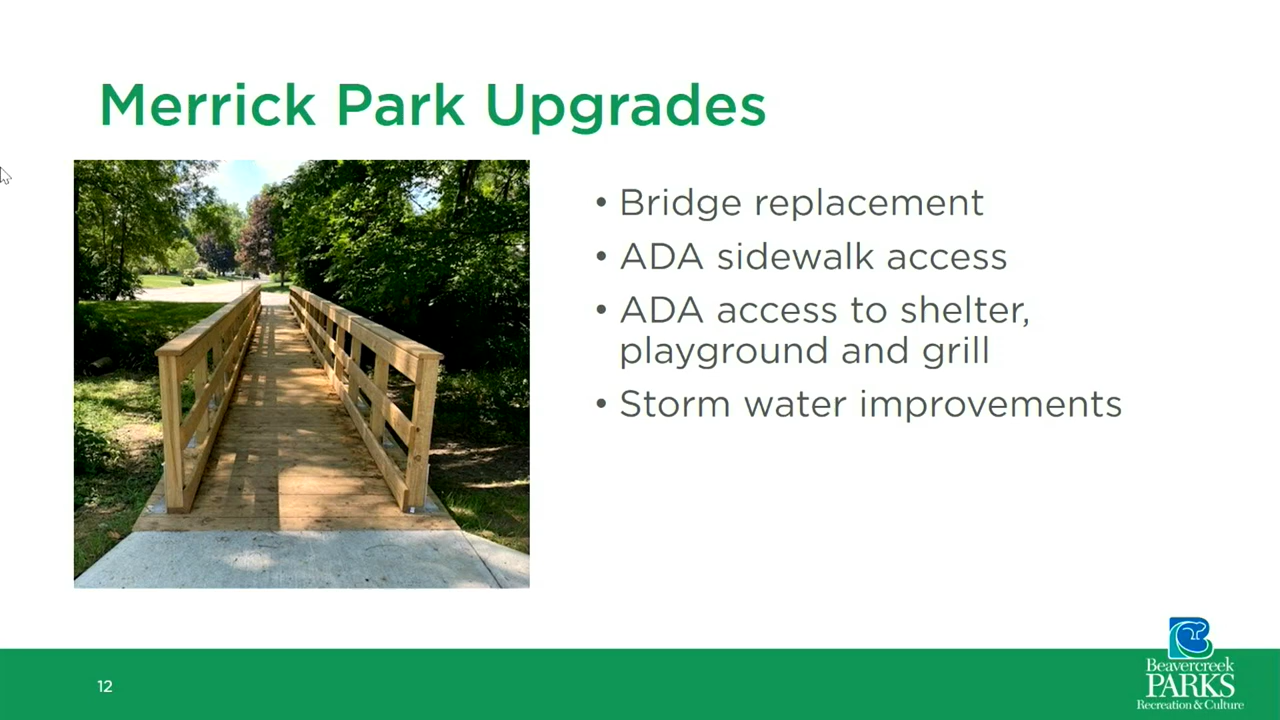 Merrick Park Upgrades
• Bridge replacement
• ADA sidewalk access
• ADA access to shelter,
playground and grill
• Storm water improvements
12
Beavercreek
PARKS
Recreation & Culture